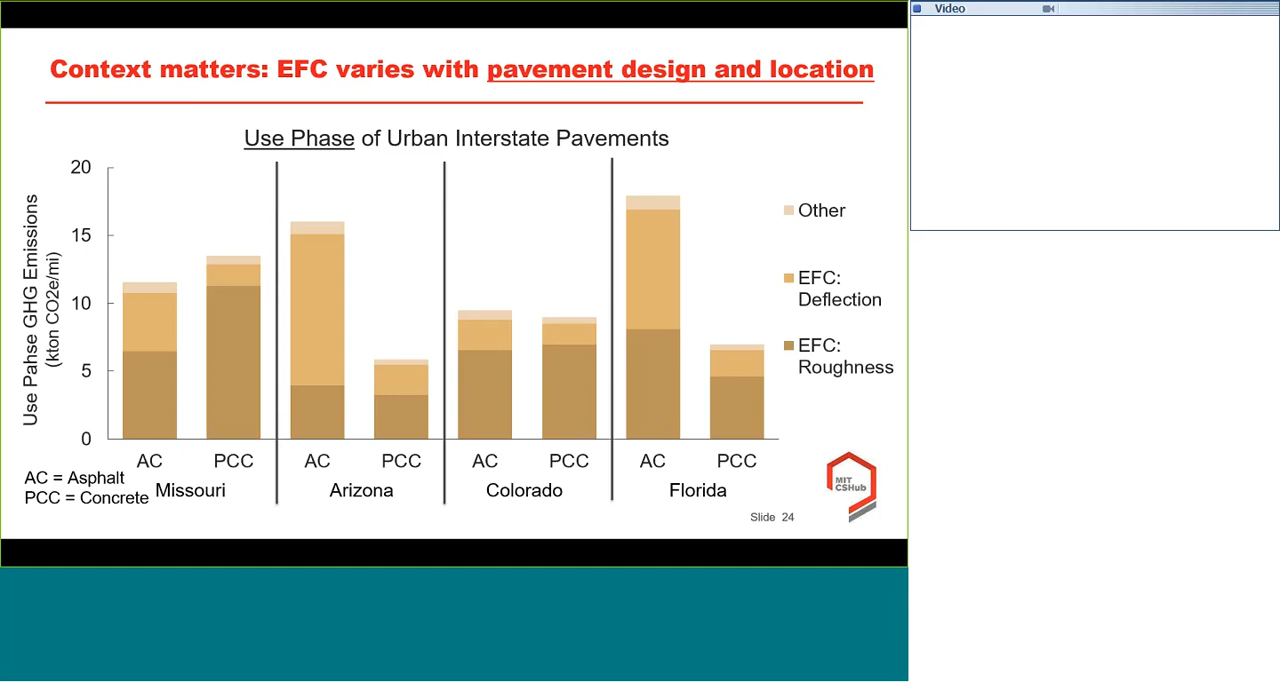 Video
Context matters: EFC varies with pavement design and location
Use Phase of Urban Interstate Pavements
Use Pahse GHG Emissions
(kton CO2e/mi)
20
15
10
5
0
Other
EFC:
Deflection
EFC:
Roughness
AC PCC AC PCC AC PCC AC PCC
Missouri Arizona Colorado Florida
AC = Asphalt
PCC = Concrete
MIT
CSHub
Slide 24